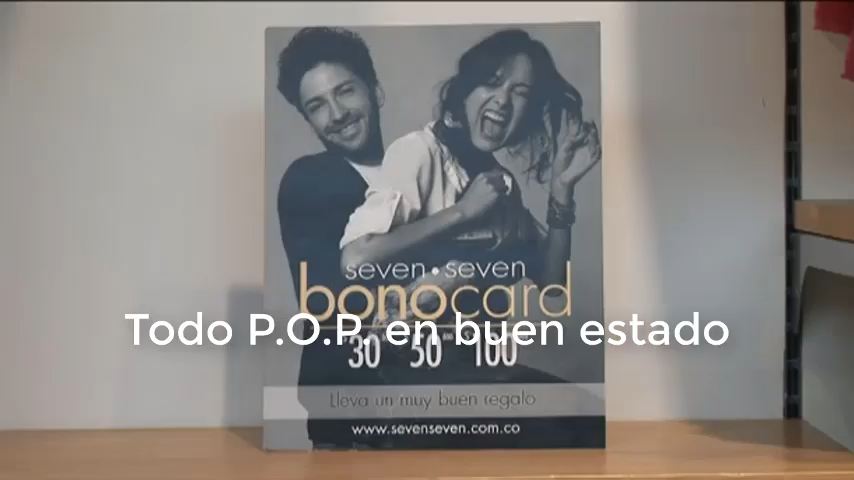 seven•seven
bonocard
Todo P.O.P. en buen estado
30 50 100
Lleva un muy buen regalo
www.sevenseven.com.co